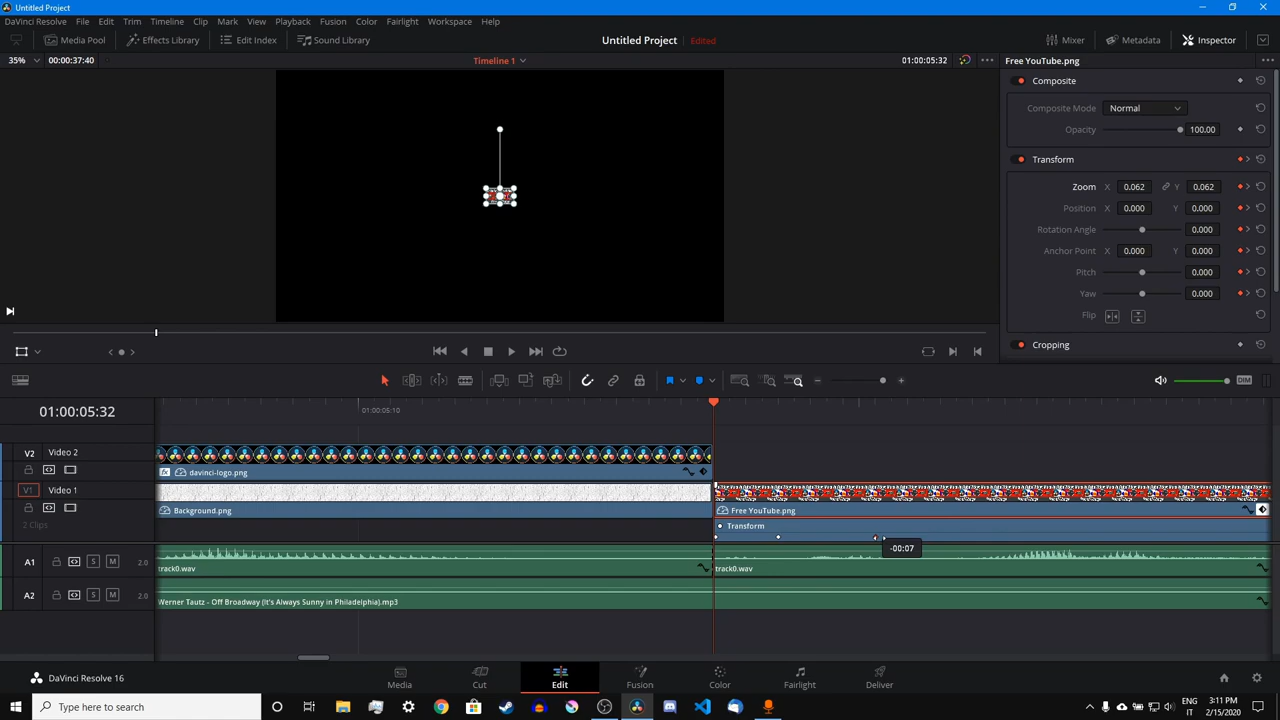 Untitled Project
DaVinci Resolve File Edit Trim Timeline Clip Mark View Playback Fusion Color Fairlight Workspace Help
Media Pool Effects Library Edit Index Sound Library Untitled Project Edited Mixer Metadata Inspector
35% 00:00:37:40 Timeline 1 01:00:05:32 Free YouTube.png
Composite
Composite Mode Normal
Opacity 100.00
Transform
Zoom X 0.062 Y 0.062
Position X 0.000 Y 0.000
Rotation Angle 0.000
Anchor Point X 0.000 Y 0.000
Pitch 0.000
Yaw 0.000
Flip
Cropping
DIM
01:00:05:32 01:00:05:10
V2 Video 2
davinci-logo.png
V1 Video 1
Background.png Free YouTube.png
2 Clips Transform
-00:07
A1 S M 2.0 track0.wav track0.wav
A2 S M 2.0 Werner Tautz - Off Broadway (It's Always Sunny in Philadelphia).mp3
DaVinci Resolve 16 Media Cut Edit Fusion Color Fairlight Deliver
Type here to search ENG 3:11 PM
IT 2/15/2020